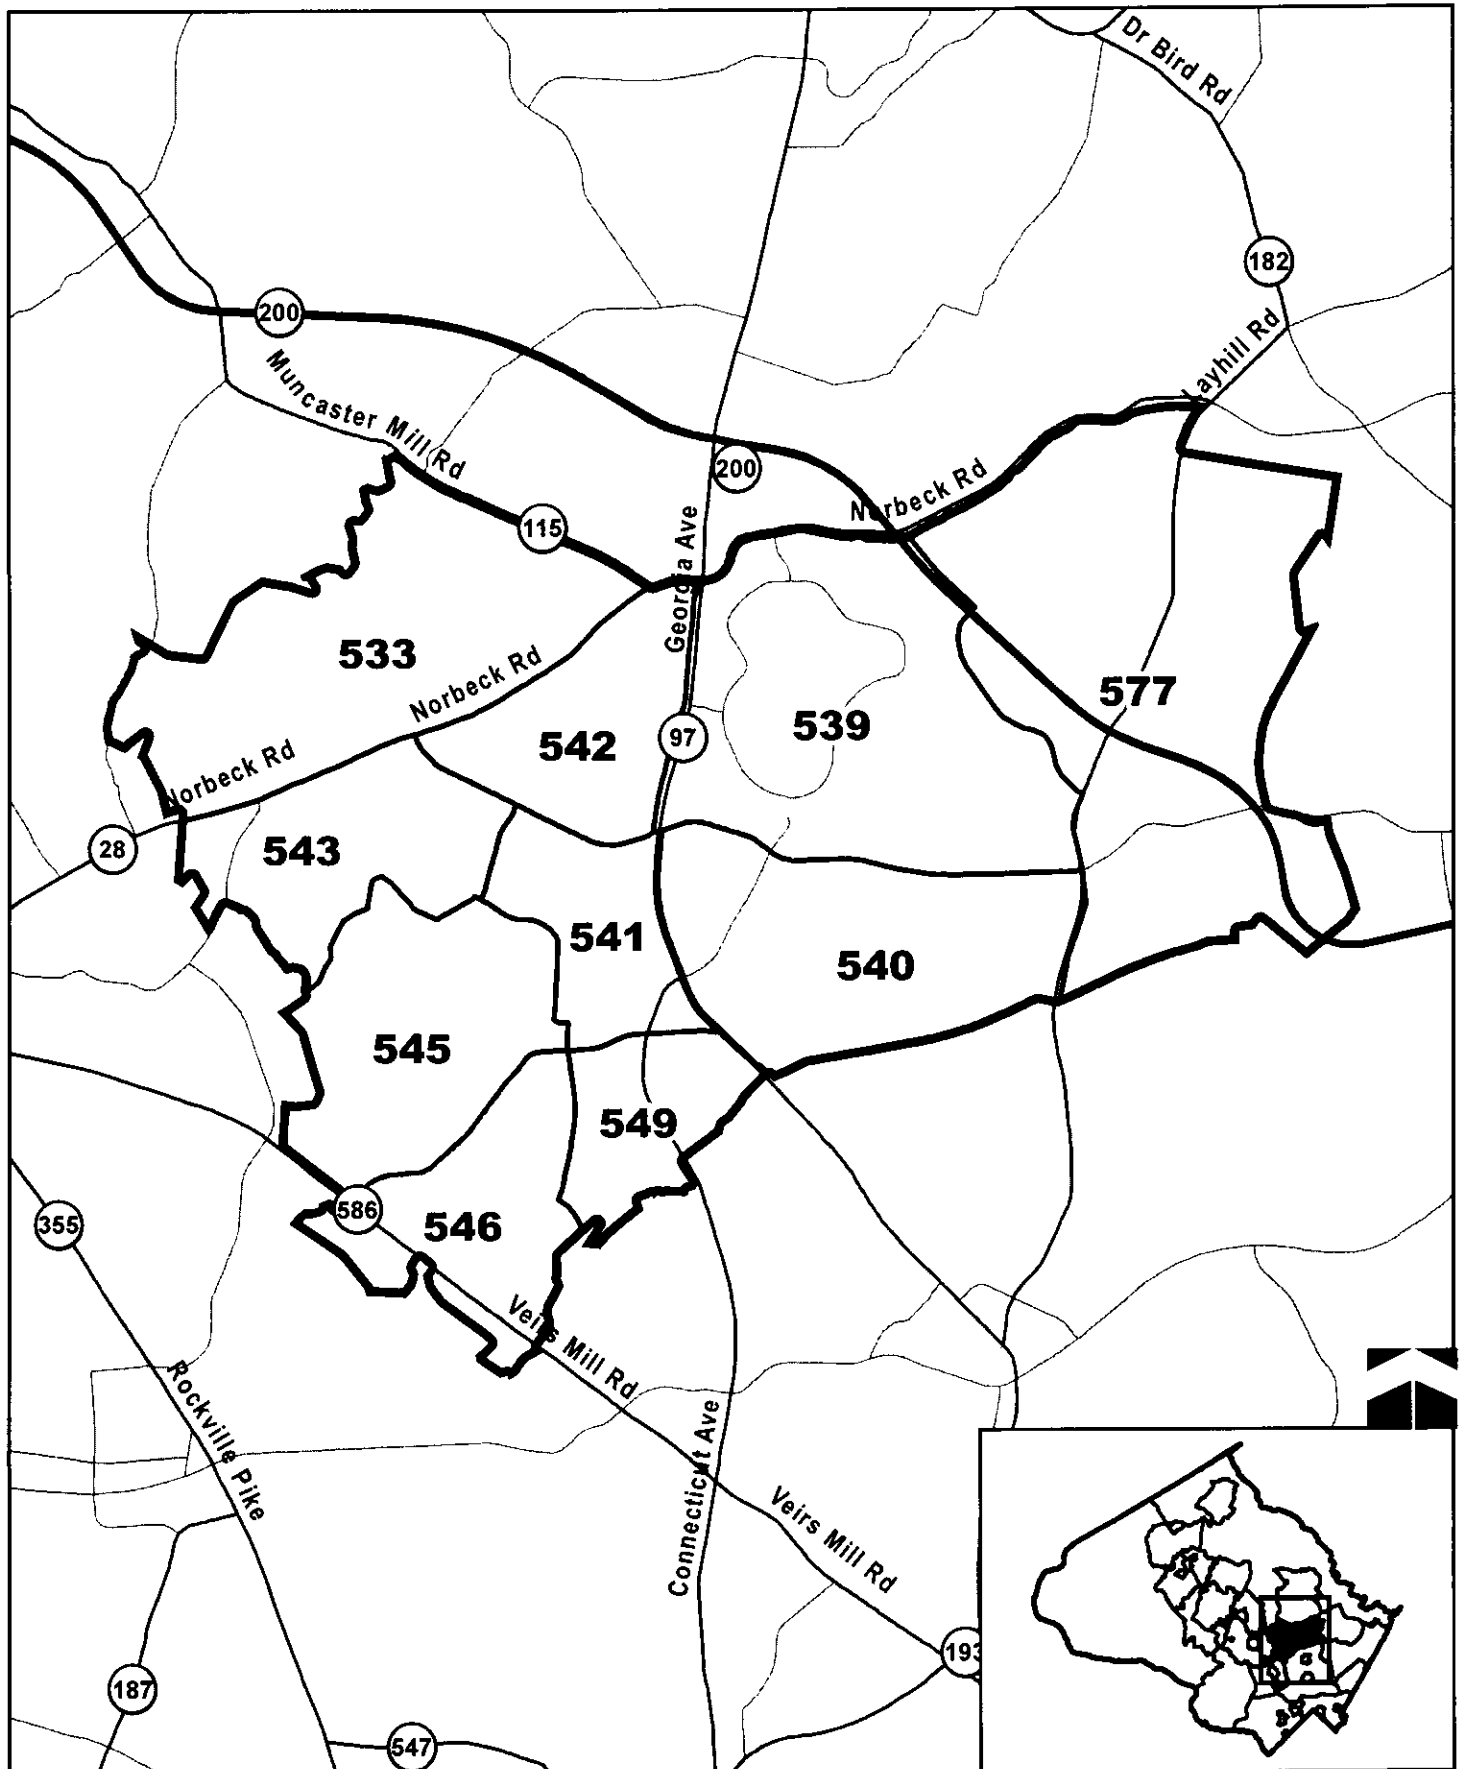 Dr Bird Rd
182
200
Layhill Rd
Muncaster Mill Rd
200
Norbeck Rd
115
Georgia Ave
533
Norbeck Rd
577
539
542
97
Norbeck Rd
28
543
541
540
545
549
586
546
355
Veirs Mill Rd
Rockville Pike
Connecticut Ave
Veirs Mill Rd
193
187
547